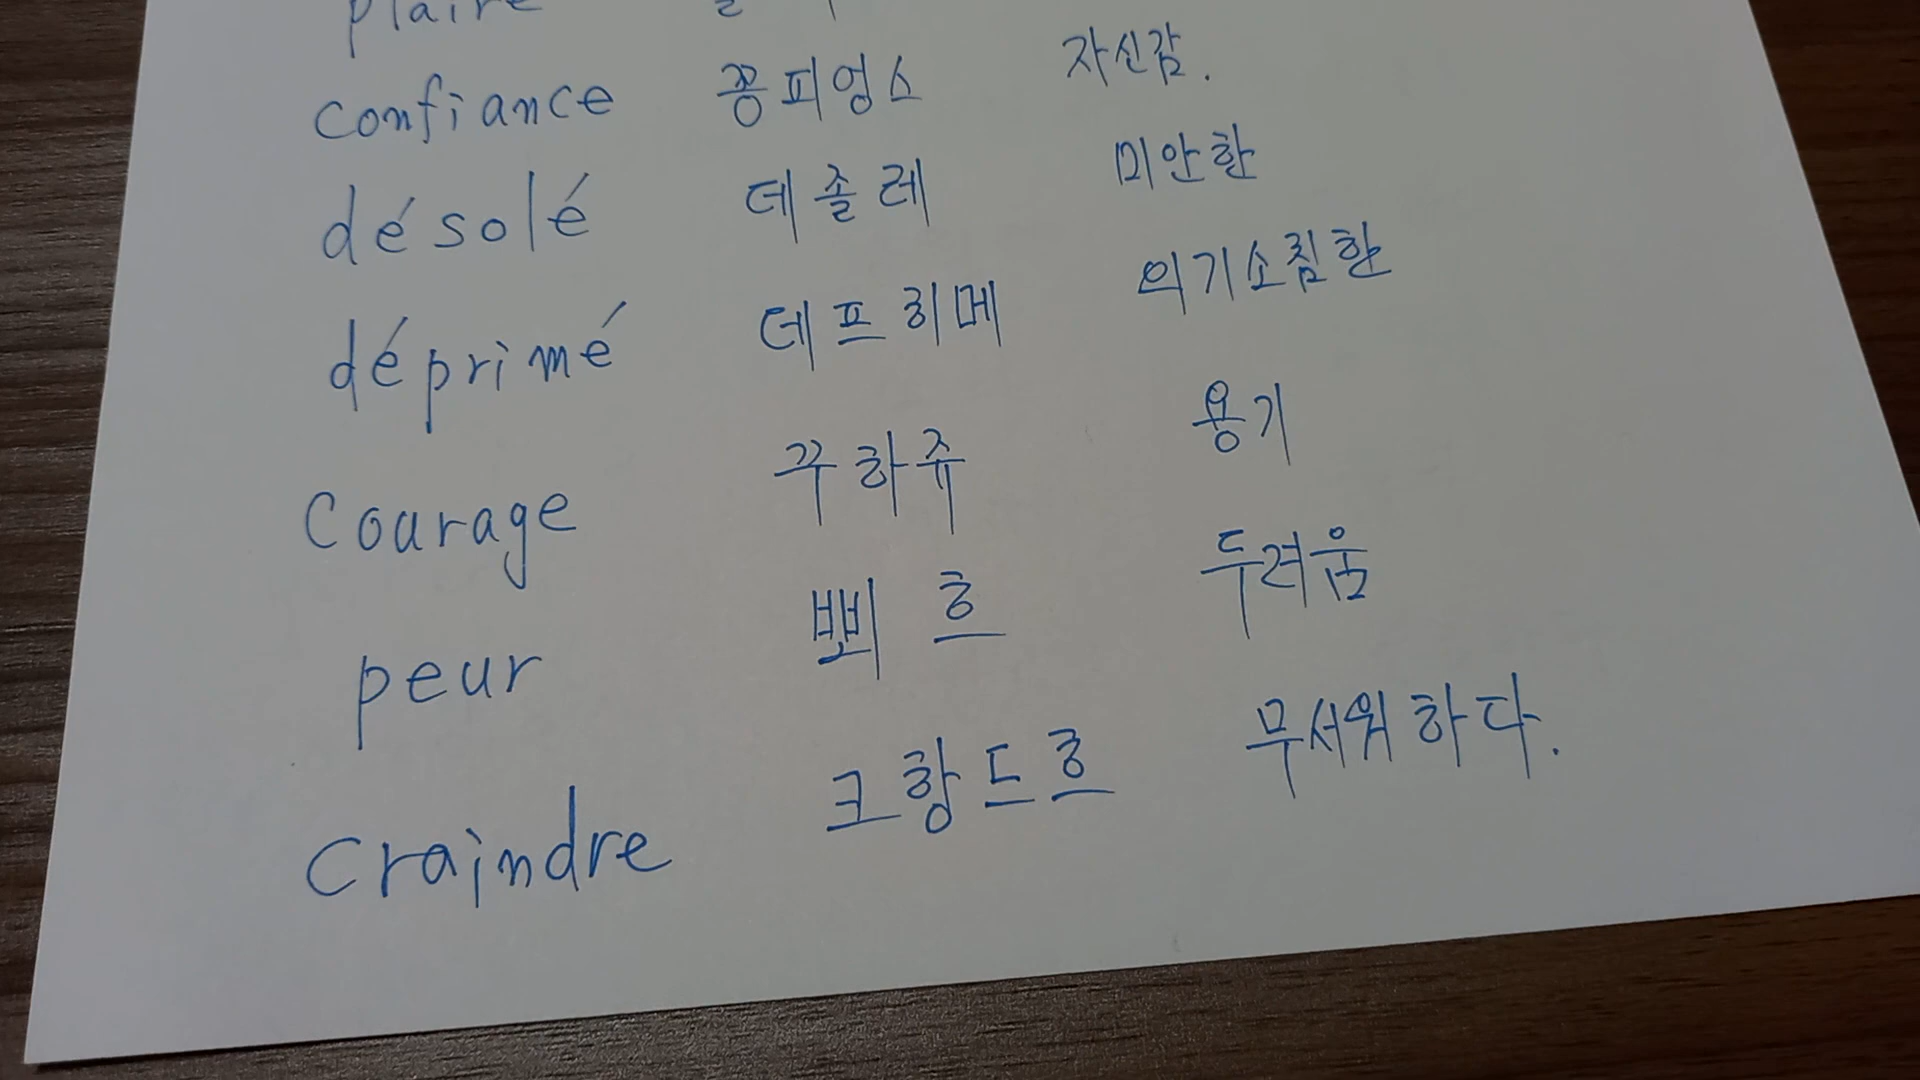 plaire
confiance 꽁피엉스 자신감.
désolé 데졸레 미안한
déprimé 데프히메 의기소침한
Courage 꾸하쥬 용기
peur 뾔흐 두려움
craindre 크항드흐 무서워하다.